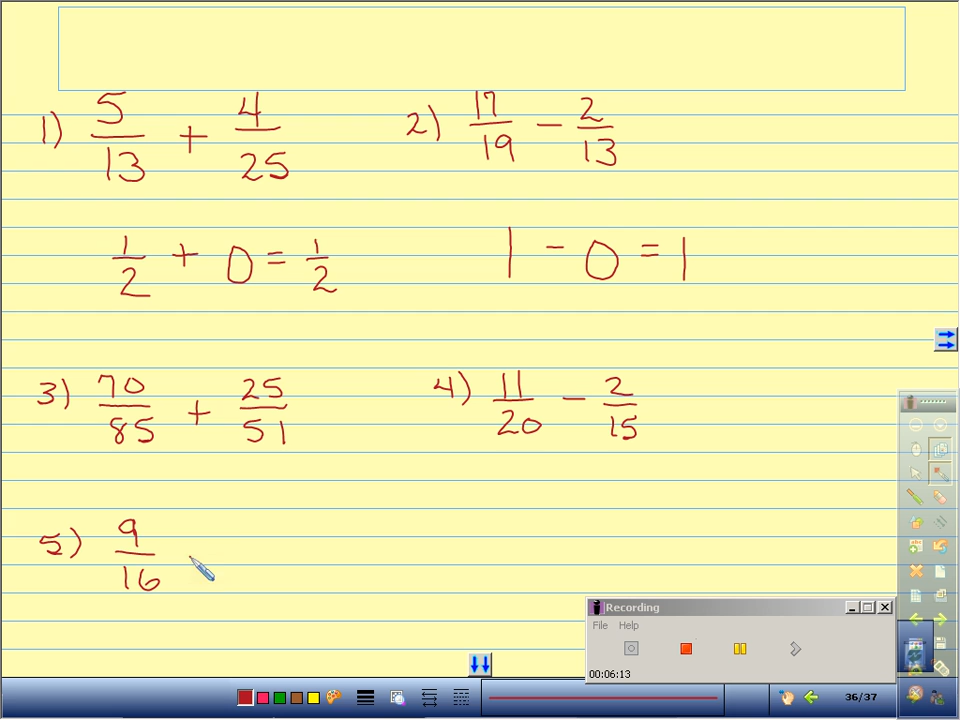 1) 5/13 + 4/25
2) 17/19 - 2/13
1/2 + 0 = 1/2
1 - 0 = 1
3) 70/85 + 25/51
4) 11/20 - 2/15
5) 9/16
Recording
File Help
00:06:13
36/37